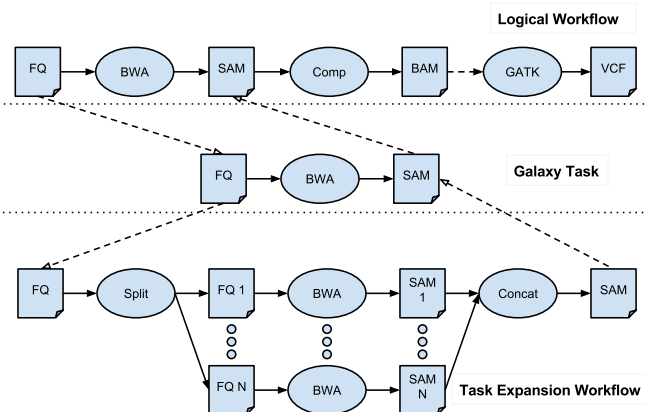 Logical Workflow
FQ
BWA
SAM
Comp
BAM
GATK
VCF
FQ
BWA
SAM
Galaxy Task
FQ
Split
FQ 1
BWA
SAM
1
Concat
SAM
FQ N
BWA
SAM
N
Task Expansion Workflow